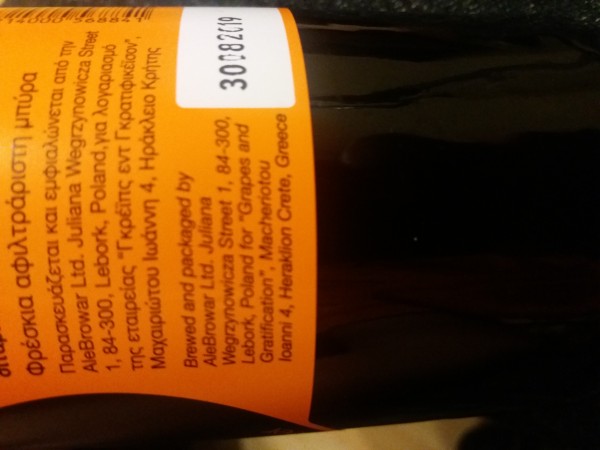 Φρέσκια αφιλτράριστη μπύρα
Παρασκευάζεται και εμφιαλώνεται από την
AleBrowar Ltd. Juliana Wegrzynowicza Street
1, 84-300, Lebork, Poland,για λογαριασμό
της εταιρείας "Γκρέϊπς εντ Γκρατιφικέϊσον",
Μαχαιριώτου Ιωάννη 4, Ηράκλειο Κρήτης
30082019
Brewed and packaged by
AleBrowar Ltd. Juliana
Wegrzynowicza Street 1, 84-300,
Lebork, Poland for "Grapes and
Gratification", Macheriotou
Ioanni 4, Heraklion Crete, Greece